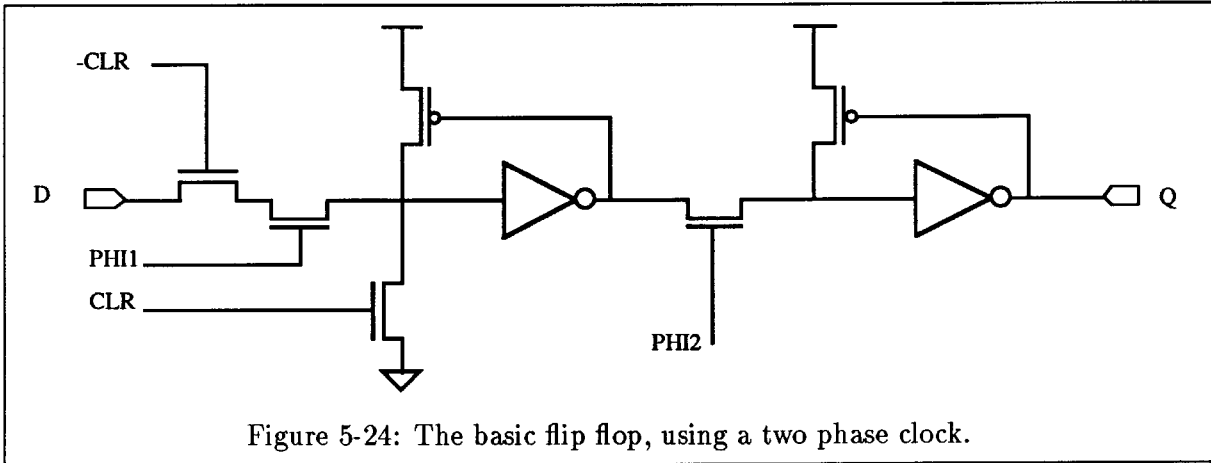 -CLR
D
PHI1
CLR
PHI2
Q
Figure 5-24: The basic flip flop, using a two phase clock.